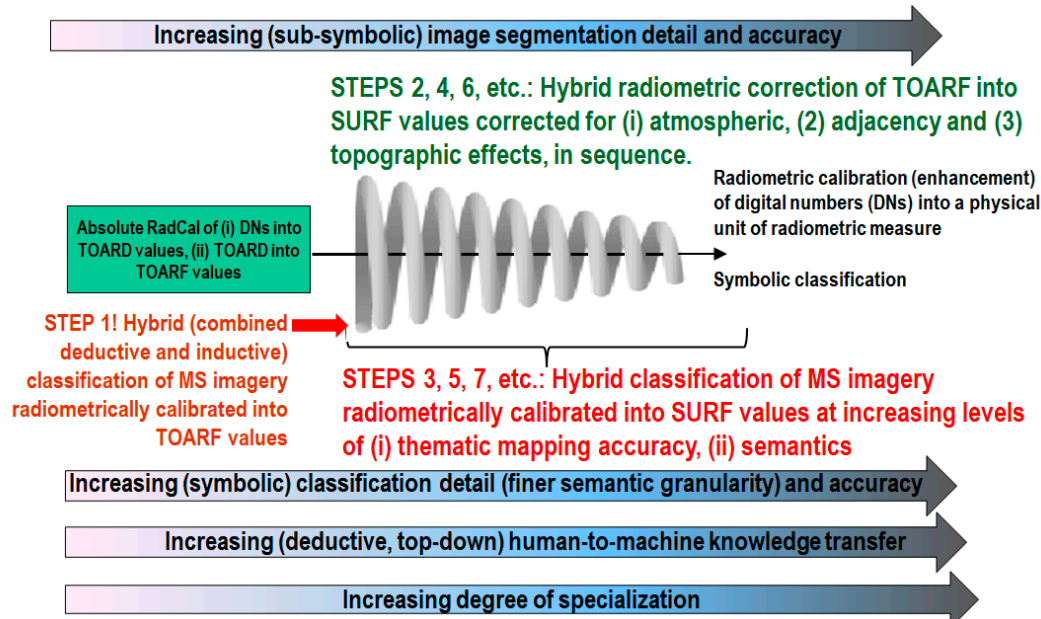 Increasing (sub-symbolic) image segmentation detail and accuracy
STEPS 2, 4, 6, etc.: Hybrid radiometric correction of TOARF into
SURF values corrected for (i) atmospheric, (2) adjacency and (3)
topographic effects, in sequence.
Absolute RadCal of (i) DNs into
TOARD values, (ii) TOARD into
TOARF values
Radiometric calibration (enhancement)
of digital numbers (DNs) into a physical
unit of radiometric measure
Symbolic classification
STEP 1! Hybrid (combined
deductive and inductive)
classification of MS imagery
radiometrically calibrated into
TOARF values
STEPS 3, 5, 7, etc.: Hybrid classification of MS imagery
radiometrically calibrated into SURF values at increasing levels
of (i) thematic mapping accuracy, (ii) semantics
Increasing (symbolic) classification detail (finer semantic granularity) and accuracy
Increasing (deductive, top-down) human-to-machine knowledge transfer
Increasing degree of specialization